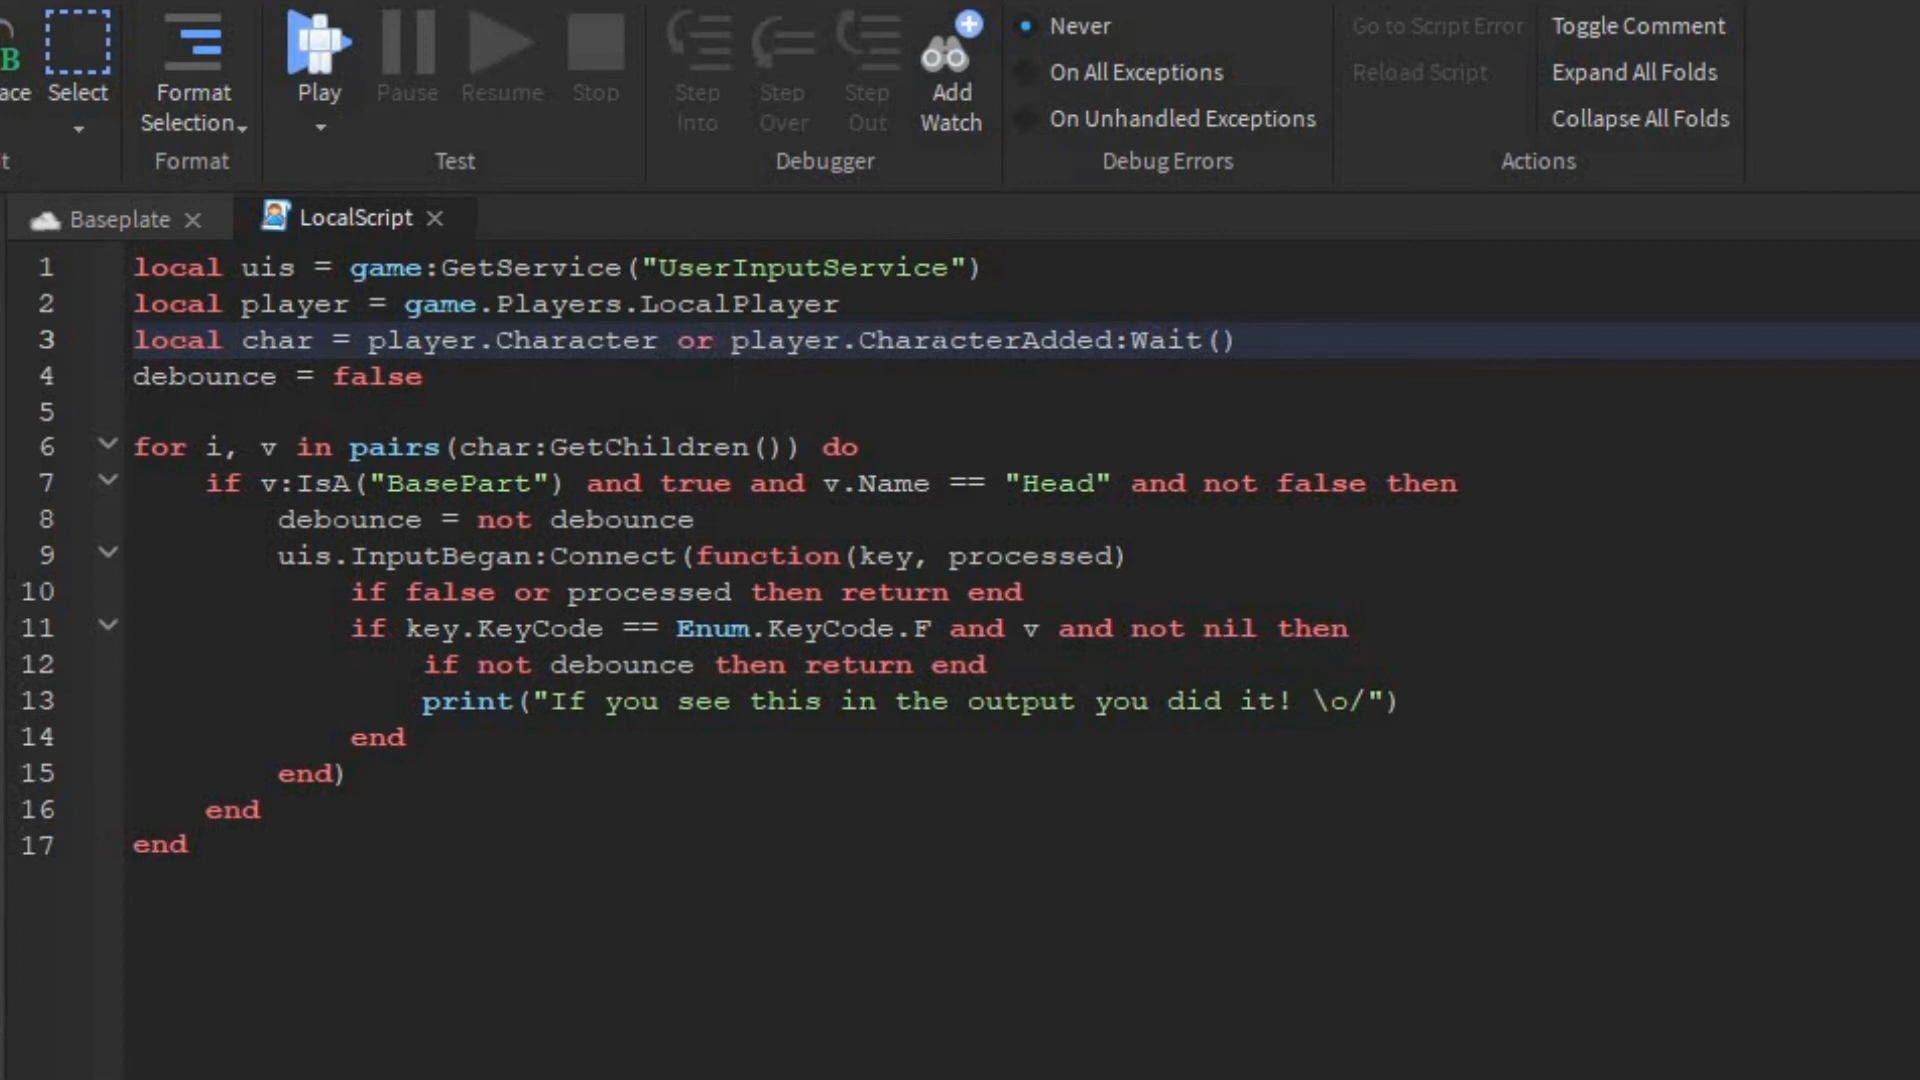 B
ace
Select
t
Format
Selection
Format
Play
Pause
Resume
Stop
Test
Step
Into
Step
Over
Step
Out
Add
Watch
Debugger
Never
On All Exceptions
On Unhandled Exceptions
Debug Errors
Go to Script Error
Reload Script
Toggle Comment
Expand All Folds
Collapse All Folds
Actions
Baseplate
LocalScript
1 local uis = game:GetService("UserInputService")
2 local player = game.Players.LocalPlayer
3 local char = player.Character or player.CharacterAdded:Wait()
4 debounce = false
5
6 for i, v in pairs(char:GetChildren()) do
7 if v:IsA("BasePart") and true and v.Name == "Head" and not false then
8 debounce = not debounce
9 uis.InputBegan:Connect(function(key, processed)
10 if false or processed then return end
11 if key.KeyCode == Enum.KeyCode.F and v and not nil then
12 if not debounce then return end
13 print("If you see this in the output you did it! \o/")
14 end
15 end)
16 end
17 end